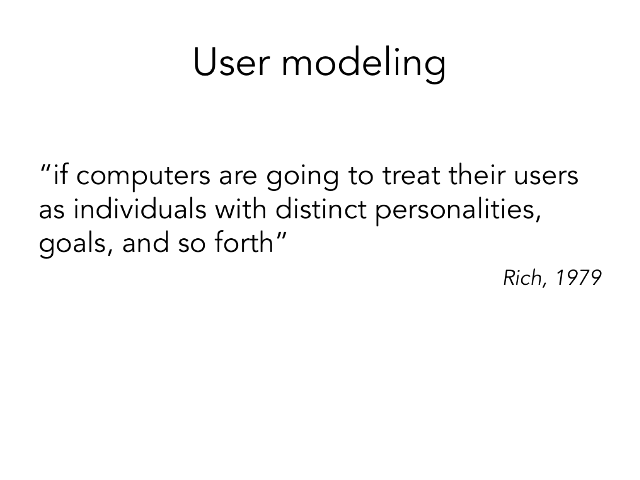 User modeling
“if computers are going to treat their users
as individuals with distinct personalities,
goals, and so forth”
Rich, 1979